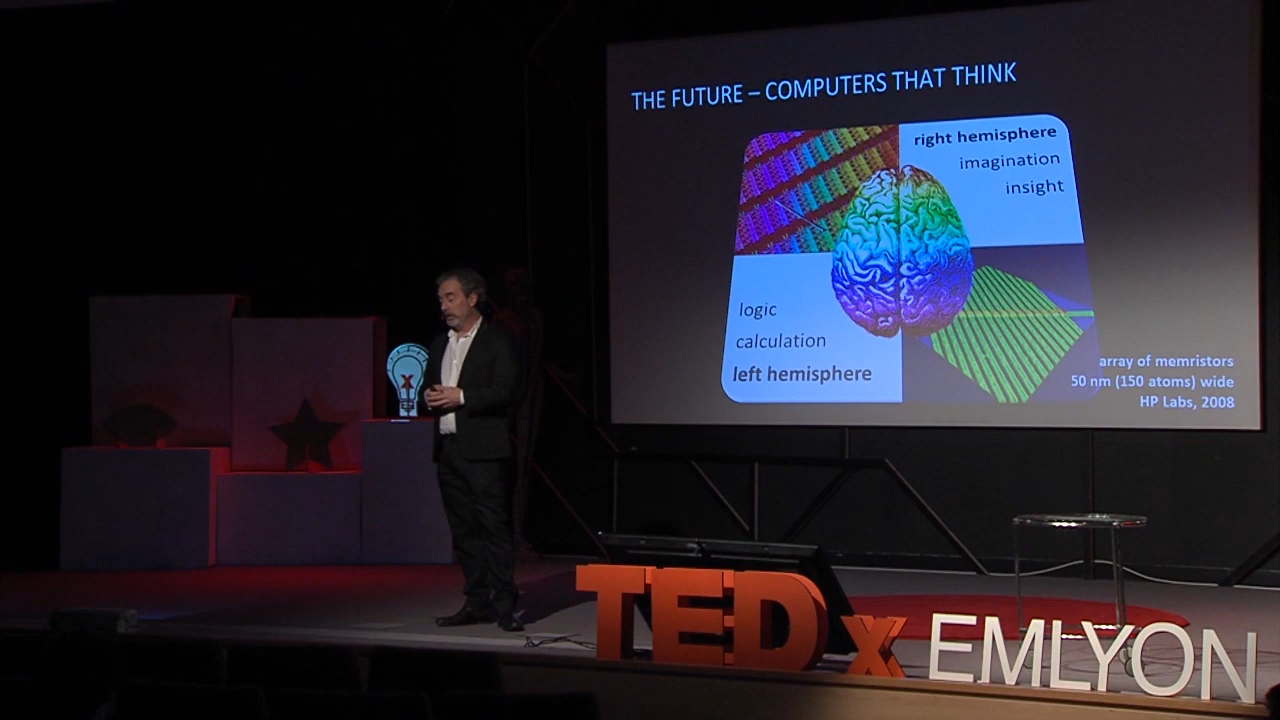 THE FUTURE – COMPUTERS THAT THINK
right hemisphere
imagination
insight
logic
calculation
left hemisphere
array of memristors
50 nm (150 atoms) wide
HP Labs, 2008
x
TEDx EMLYON